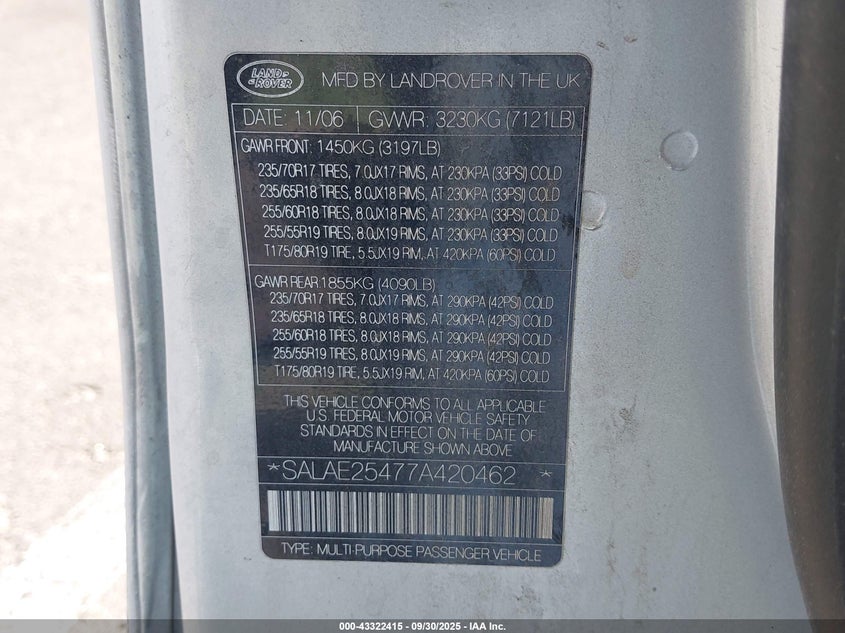 LAND-
ROVER
MFD BY LANDROVER IN THE UK
DATE: 11/06 GVWR: 3230KG (7121LB)
GAWR FRONT: 1450KG (3197LB)
235/70R17 TIRES, 7.0JX17 RIMS, AT 230KPA (33PSI) COLD
235/65R18 TIRES, 8.0JX18 RIMS, AT 230KPA (33PSI) COLD
255/60R18 TIRES, 8.0JX18 RIMS, AT 230KPA (33PSI) COLD
255/55R19 TIRES, 8.0JX19 RIMS, AT 230KPA (33PSI) COLD
T175/80R19 TIRE, 5.5JX19 RIM, AT 420KPA (60PSI) COLD
GAWR REAR: 1855KG (4090LB)
235/70R17 TIRES, 7.0JX17 RIMS, AT 290KPA (42PSI) COLD
235/65R18 TIRES, 8.0JX18 RIMS, AT 290KPA (42PSI) COLD
255/60R18 TIRES, 8.0JX18 RIMS, AT 290KPA (42PSI) COLD
255/55R19 TIRES, 8.0JX19 RIMS, AT 290KPA (42PSI) COLD
T175/80R19 TIRE, 5.5JX19 RIM, AT 420KPA (60PSI) COLD
THIS VEHICLE CONFORMS TO ALL APPLICABLE
U.S. FEDERAL MOTOR VEHICLE SAFETY
STANDARDS IN EFFECT ON THE DATE OF
MANUFACTURE SHOWN ABOVE
*SALAE25477A420462 *
TYPE: MULTI-PURPOSE PASSENGER VEHICLE
000-43322415 - 09/30/2025 - IAA Inc.